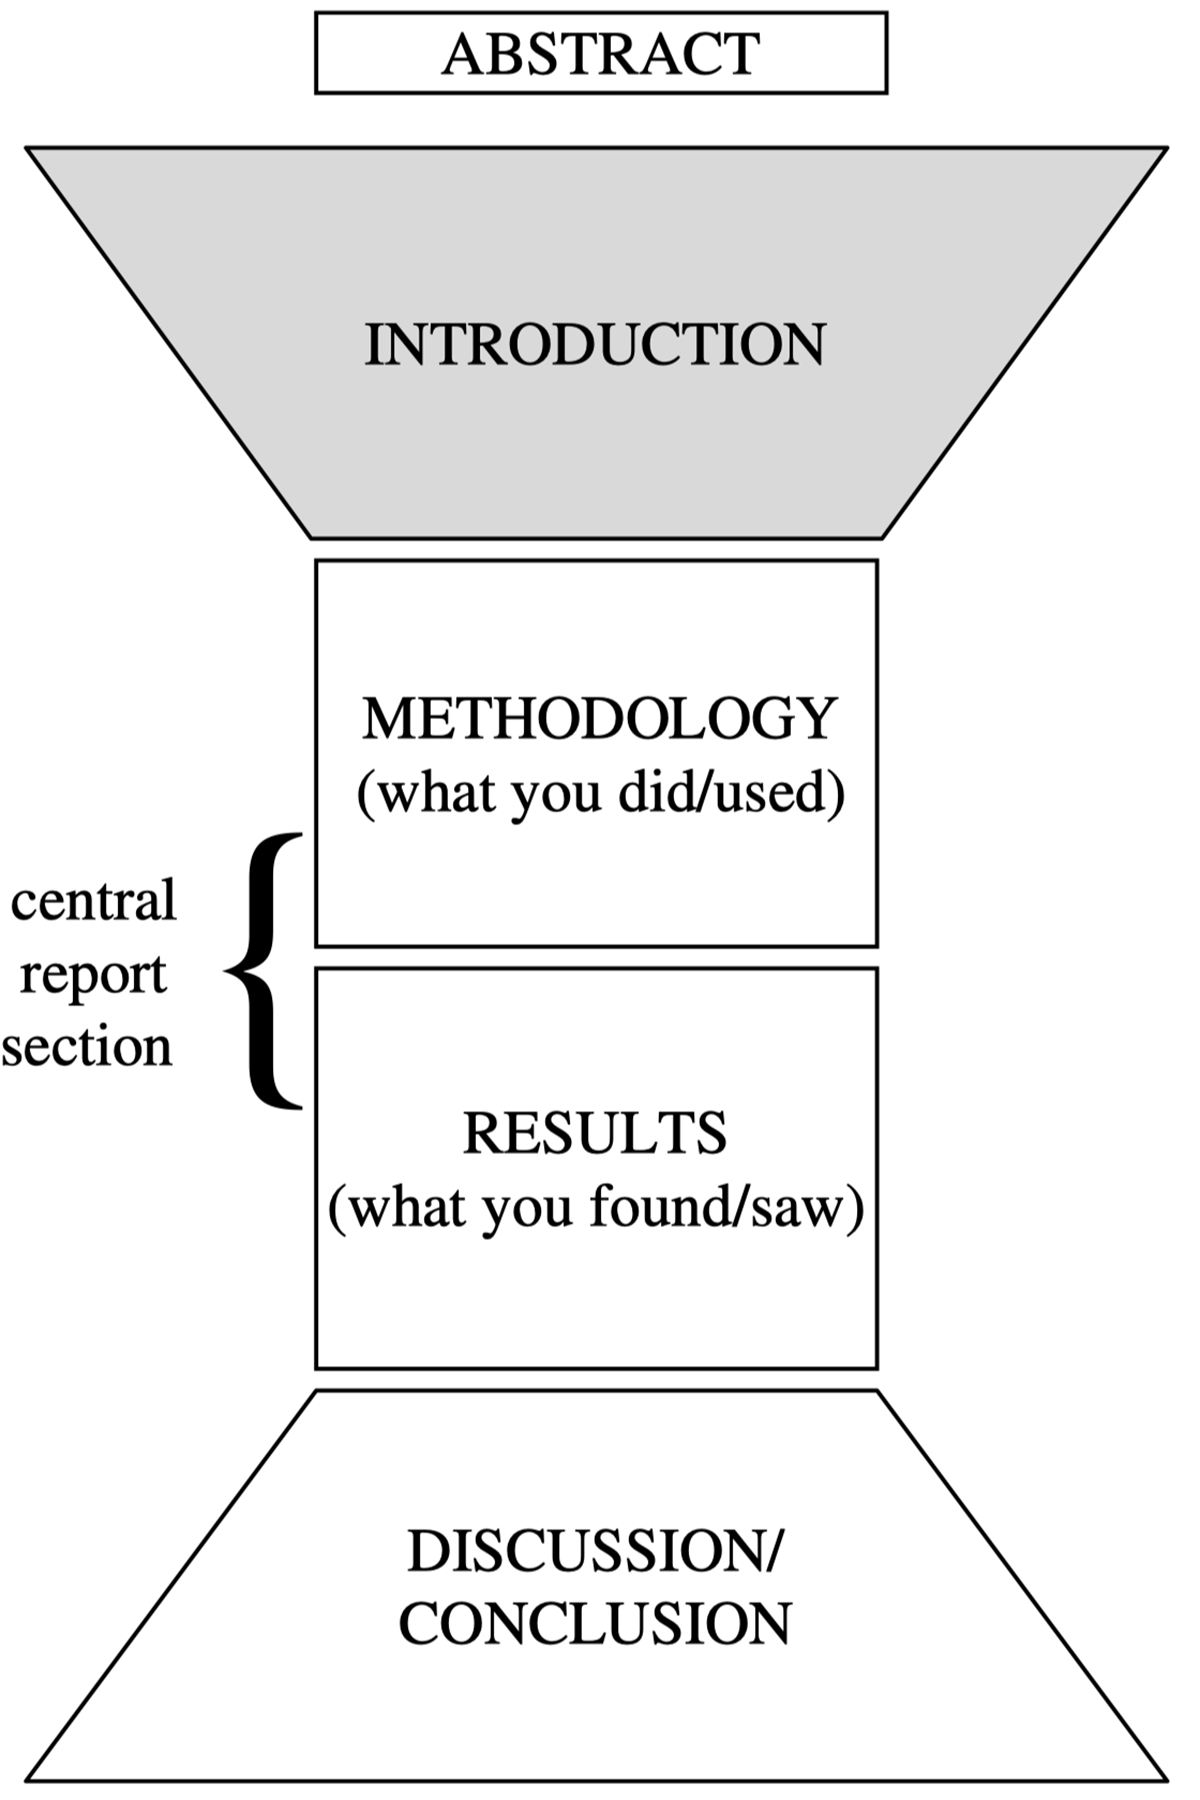 ABSTRACT
INTRODUCTION
METHODOLOGY
(what you did/used)
central
report
section
RESULTS
(what you found/saw)
DISCUSSION/
CONCLUSION